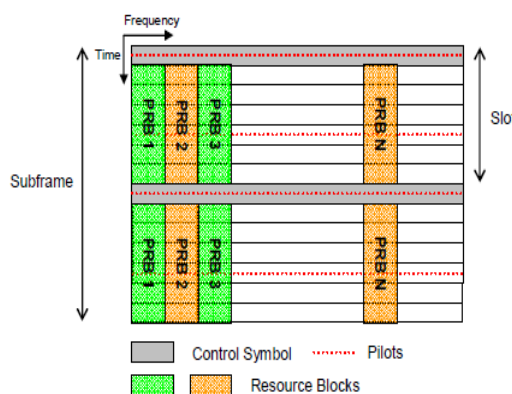 Frequency
Time
Subframe
Slot
PRB 1
PRB 2
PRB 3
PRB N
PRB 1
PRB 2
PRB 3
PRB N
Control Symbol
Pilots
Resource Blocks